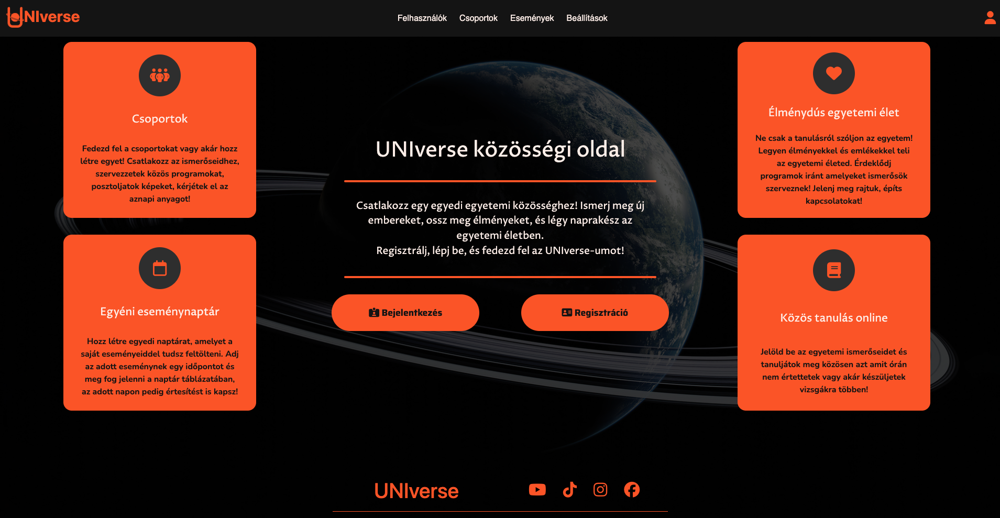 UNIverse
Felhasználók Csoportok Események Beállítások
Csoportok
Fedezd fel a csoportokat vagy akár hozz
létre egyet! Csatlakozz az ismerőseidhez,
szervezzetek közös programokat,
posztoljatok képeket, kérjétek el az
aznapi anyagot!
Egyéni eseménynaptár
Hozz létre egyedi naptárat, amelyet a
saját eseményeiddel tudsz feltölteni. Adj
az adott eseménynek egy időpontot és
meg fog jelenni a naptár táblázatában,
az adott napon pedig értesítést is kapsz!
UNIverse közösségi oldal
Csatlakozz egy egyedi egyetemi közösséghez! Ismerj meg új
embereket, ossz meg élményeket, és légy naprakész az
egyetemi életben.
Regisztrálj, lépj be, és fedezd fel az UNIverse-umot!
Bejelentkezés
Regisztráció
Élménydús egyetemi élet
Ne csak a tanulásról szóljon az egyetem!
Legyen élményekkel és emlékekkel teli
az egyetemi életed. Érdeklődj
programok iránt amelyeket ismerősök
szerveznek! Jelenj meg rajtuk, építs
kapcsolatokat!
Közös tanulás online
Jelöld be az egyetemi ismerőseidet és
tanuljátok meg közösen azt amit órán
nem értettetek vagy akár készüljetek
vizsgákra többen!
UNIverse